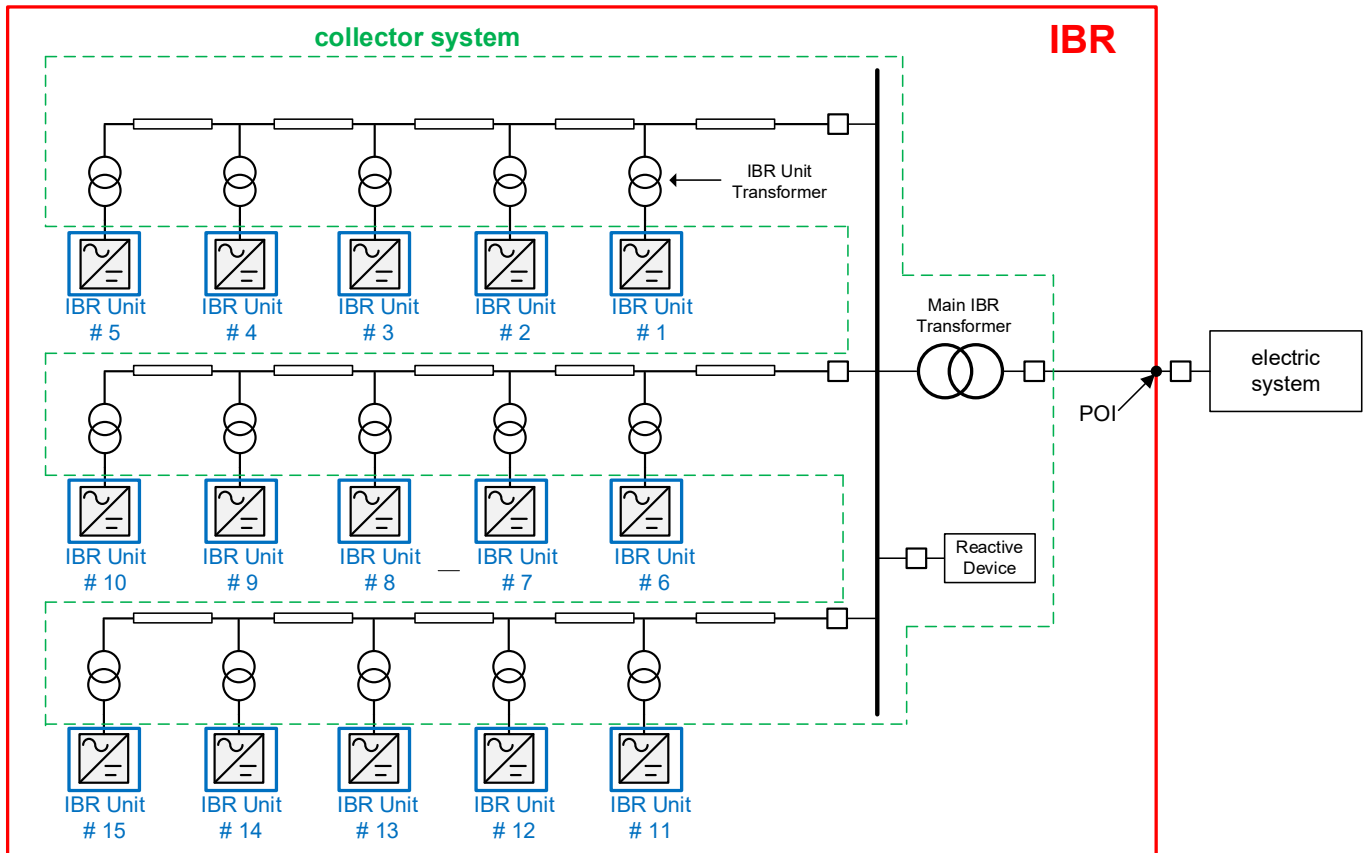 collector system
IBR
IBR Unit
Transformer
IBR Unit
# 5
IBR Unit
# 4
IBR Unit
# 3
IBR Unit
# 2
IBR Unit
# 1
Main IBR
Transformer
electric
system
POI
IBR Unit
# 10
IBR Unit
# 9
IBR Unit
# 8
IBR Unit
# 7
IBR Unit
# 6
Reactive
Device
IBR Unit
# 15
IBR Unit
# 14
IBR Unit
# 13
IBR Unit
# 12
IBR Unit
# 11